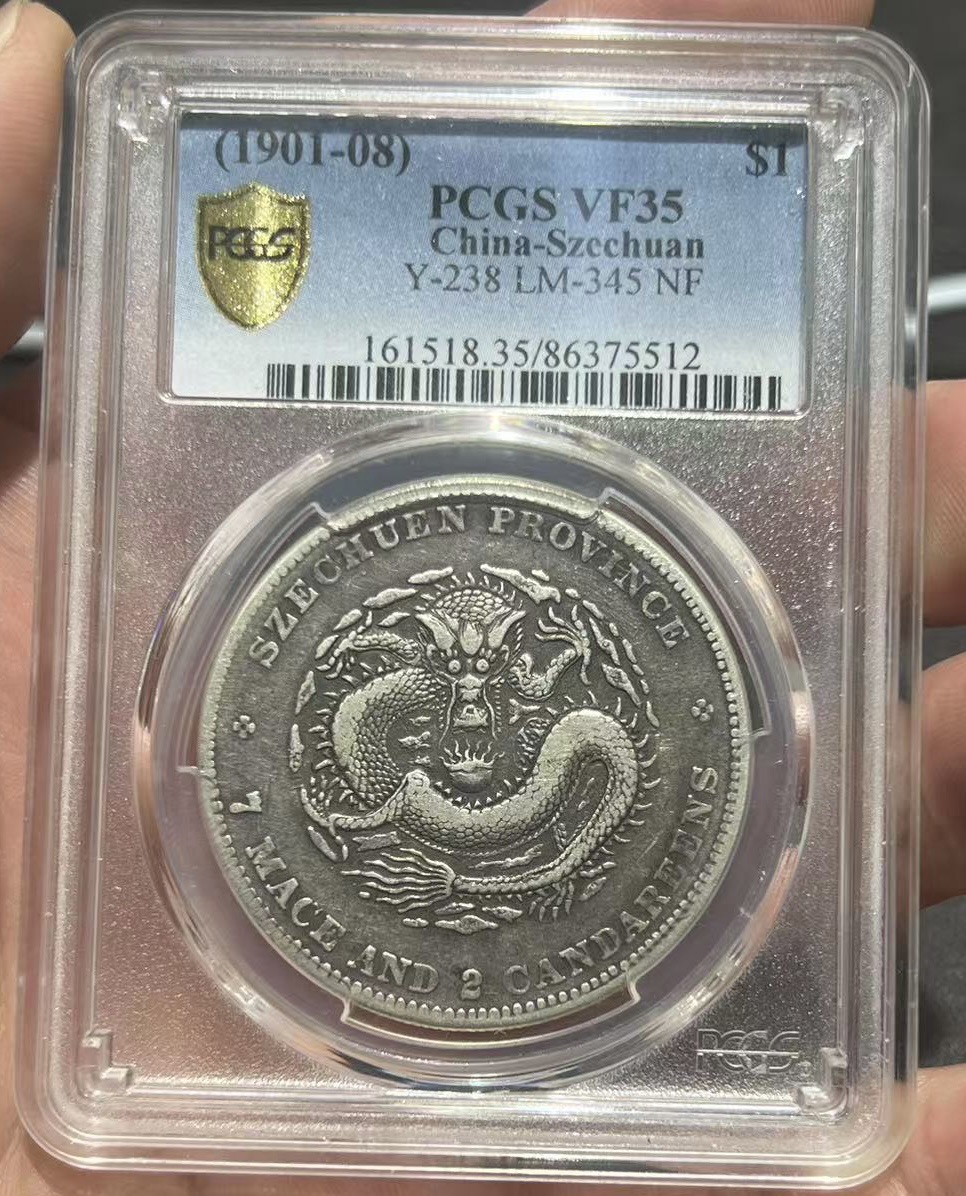 (1901-08) $1
PCGS VF35
China-Szechuan
Y-238 LM-345 NF
PCGS
161518.35/86375512
SZECHUEN PROVINCE
7 MACE AND 2 CANDAREENS
PCGS